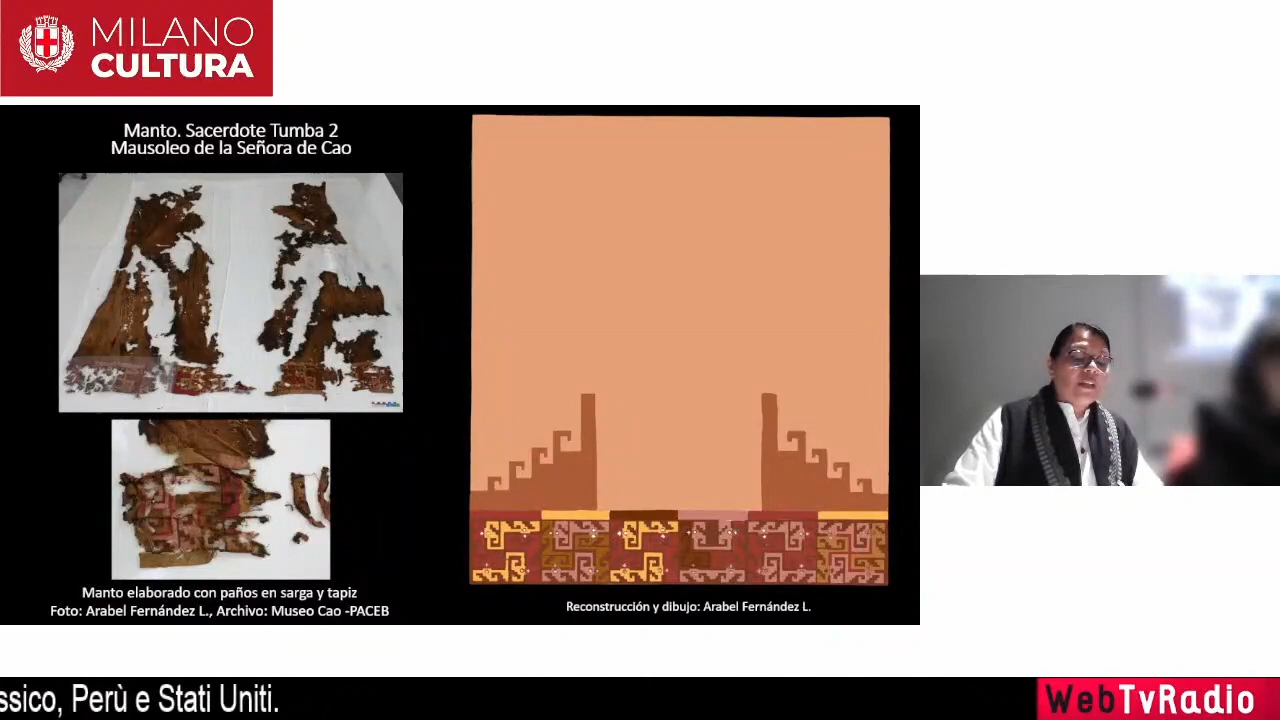 MILANO
CULTURA
Manto. Sacerdote Tumba 2
Mausoleo de la Señora de Cao
Manto elaborado con paños en sarga y tapiz
Foto: Arabel Fernández L., Archivo: Museo Cao -PACEB
Reconstrucción y dibujo: Arabel Fernández L.
ssico, Perù e Stati Uniti.
WebTvRadio